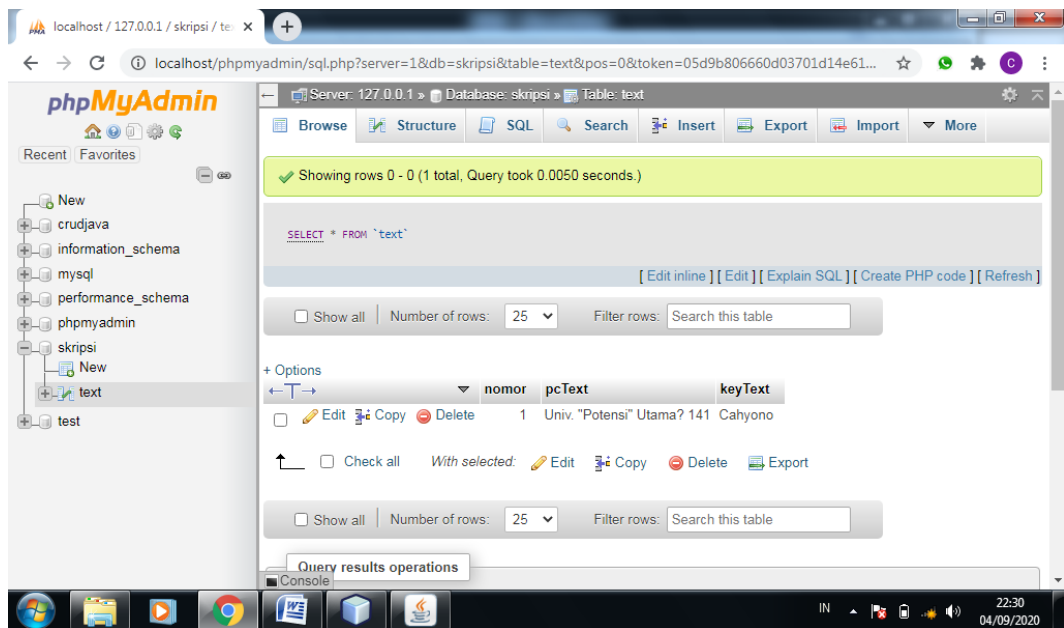 localhost / 127.0.0.1 / skripsi / te
localhost/phpmyadmin/sql.php?server=1&db=skripsi&table=text&pos=0&token=05d9b806660d03701d14e61... C
phpMyAdmin
Recent Favorites
New
crudjava
information_schema
mysql
performance_schema
phpmyadmin
skripsi
New
text
test
Server: 127.0.0.1 » Database: skripsi » Table: text
Browse Structure SQL Search Insert Export Import More
Showing rows 0 - 0 (1 total, Query took 0.0050 seconds.)
SELECT * FROM `text`
[ Edit inline ] [ Edit ] [ Explain SQL ] [ Create PHP code ] [ Refresh ]
Show all Number of rows: 25 Filter rows: Search this table
+ Options
nomor pcText keyText
Edit Copy Delete 1 Univ. "Potensi" Utama? 141 Cahyono
Check all With selected: Edit Copy Delete Export
Show all Number of rows: 25 Filter rows: Search this table
Query results operations
Console
IN 22:30
04/09/2020